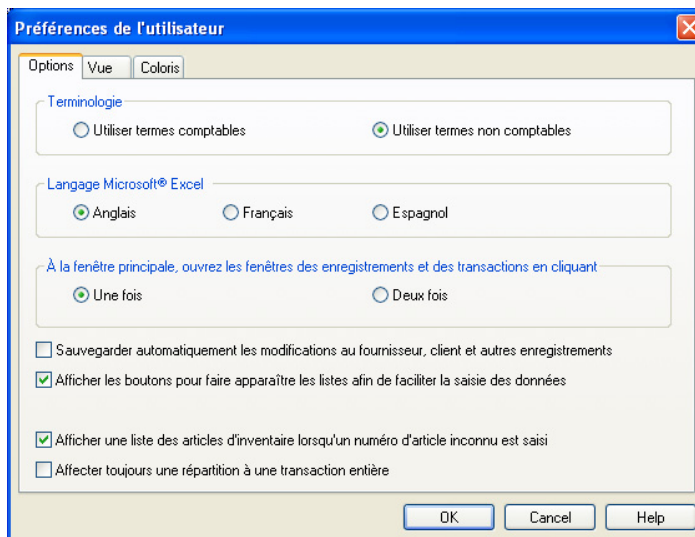 Préférences de l'utilisateur
Options Vue Coloris
Terminologie
Utiliser termes comptables Utiliser termes non comptables
Langage Microsoft® Excel
Anglais Français Espagnol
À la fenêtre principale, ouvrez les fenêtres des enregistrements et des transactions en cliquant
Une fois Deux fois
Sauvegarder automatiquement les modifications au fournisseur, client et autres enregistrements
Afficher les boutons pour faire apparaître les listes afin de faciliter la saisie des données
Afficher une liste des articles d'inventaire lorsqu'un numéro d'article inconnu est saisi
Affecter toujours une répartition à une transaction entière
OK Cancel Help